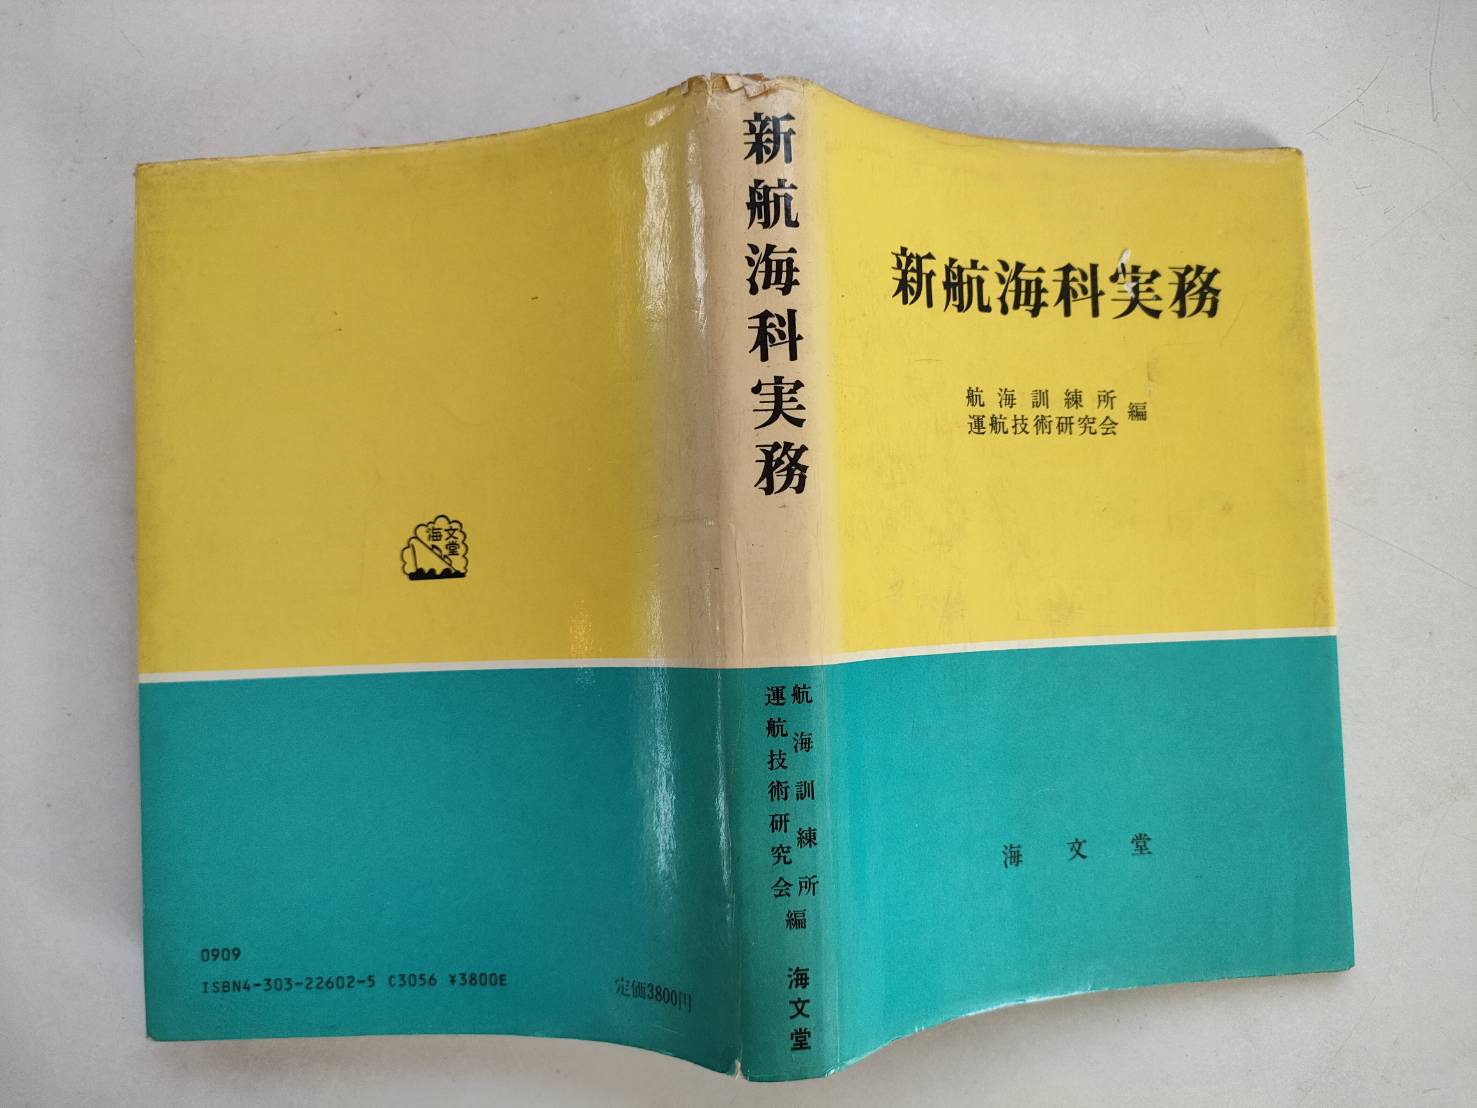 新航海科実務
航海訓練所
運航技術研究会
編
海文堂
新航海科実務
航海訓練所
運航技術研究会
編
海文堂
海文堂
0909
ISBN4-303-22602-5 C3056 ¥3800E
定価3800円